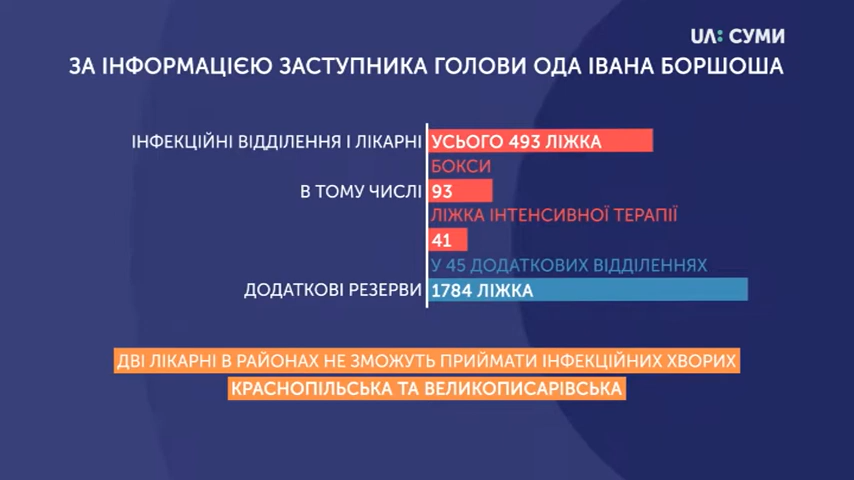 UA: СУМИ
ЗА ІНФОРМАЦІЄЮ ЗАСТУПНИКА ГОЛОВИ ОДА ІВАНА БОРШОША
ІНФЕКЦІЙНІ ВІДДІЛЕННЯ І ЛІКАРНІ УСЬОГО 493 ЛІЖКА
БОКСИ
В ТОМУ ЧИСЛІ 93
ЛІЖКА ІНТЕНСИВНОЇ ТЕРАПІЇ
41
У 45 ДОДАТКОВИХ ВІДДІЛЕННЯХ
ДОДАТКОВІ РЕЗЕРВИ 1784 ЛІЖКА
ДВІ ЛІКАРНІ В РАЙОНАХ НЕ ЗМОЖУТЬ ПРИЙМАТИ ІНФЕКЦІЙНИХ ХВОРИХ
КРАСНОПІЛЬСЬКА ТА ВЕЛИКОПИСАРІВСЬКА